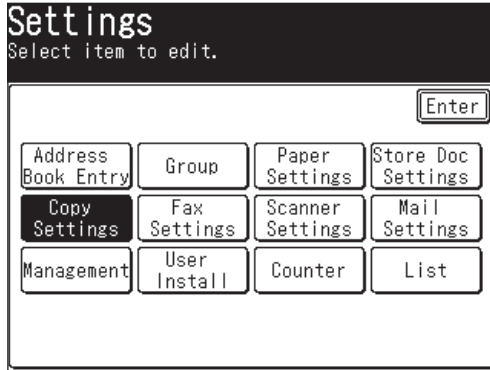 Settings
Select item to edit.
Enter
Address
Book Entry
Group
Paper
Settings
Store Doc
Settings
Copy
Settings
Fax
Settings
Scanner
Settings
Mail
Settings
Management
User
Install
Counter
List